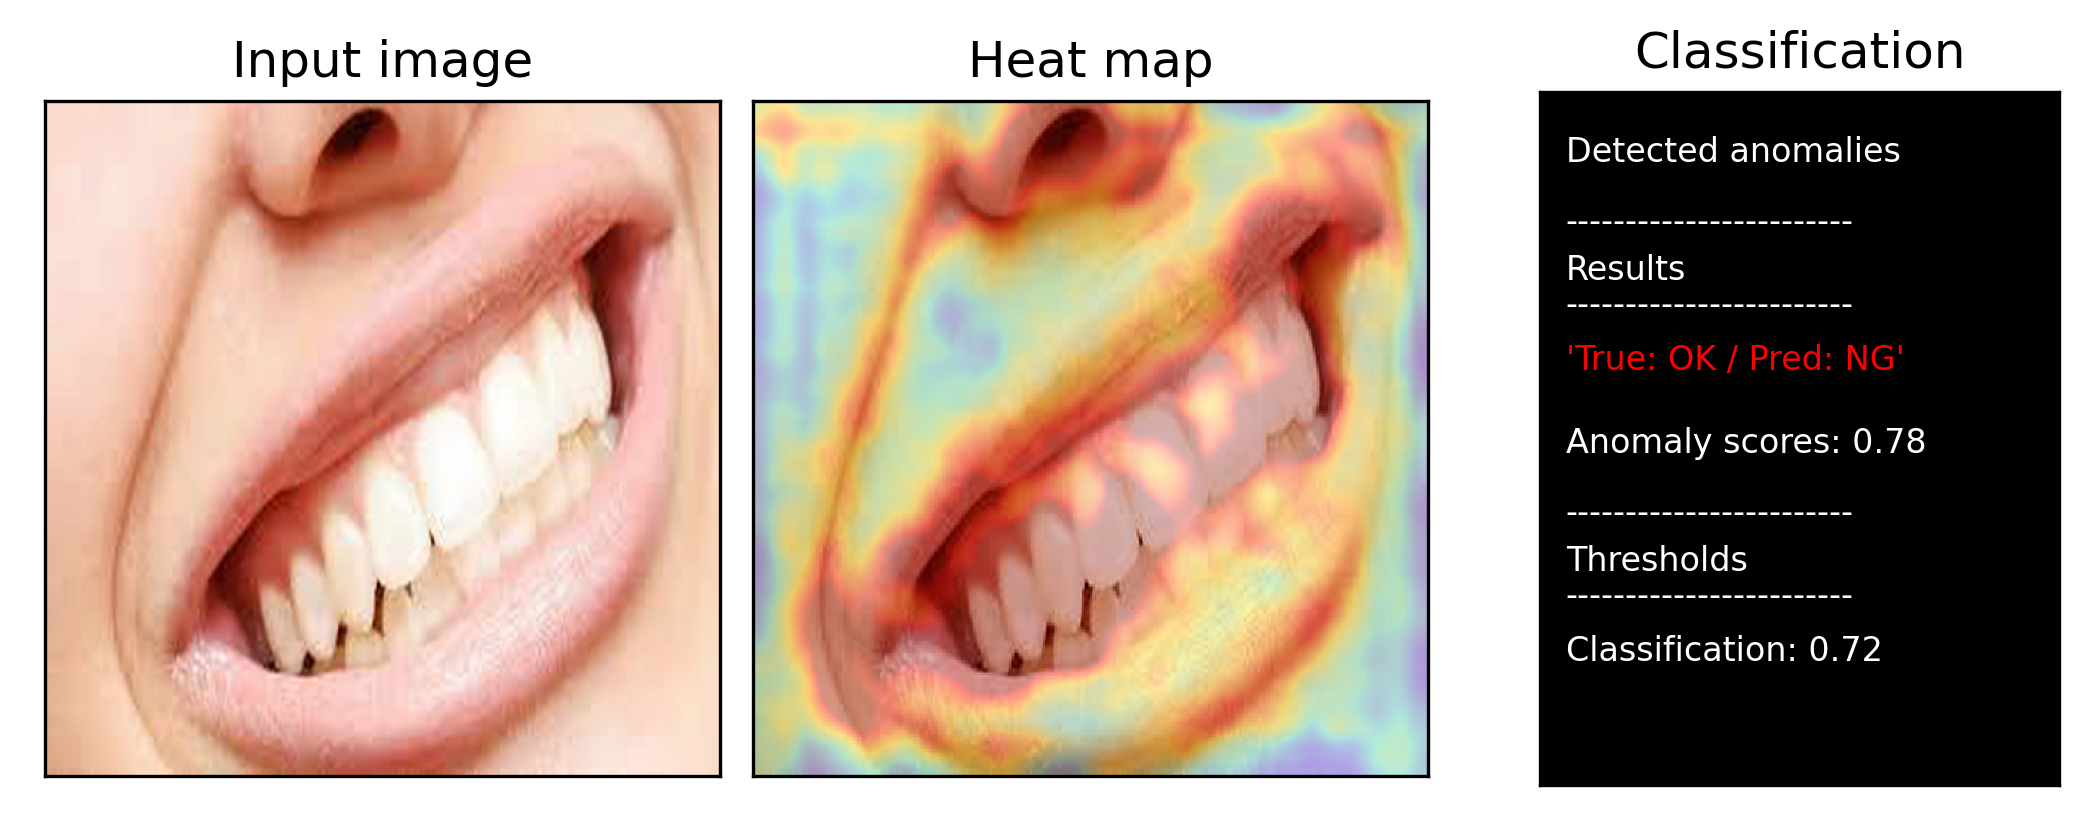 Input image
Heat map
Classification
Detected anomalies
------------------------
Results
------------------------
'True: OK / Pred: NG'
Anomaly scores: 0.78
------------------------
Thresholds
------------------------
Classification: 0.72